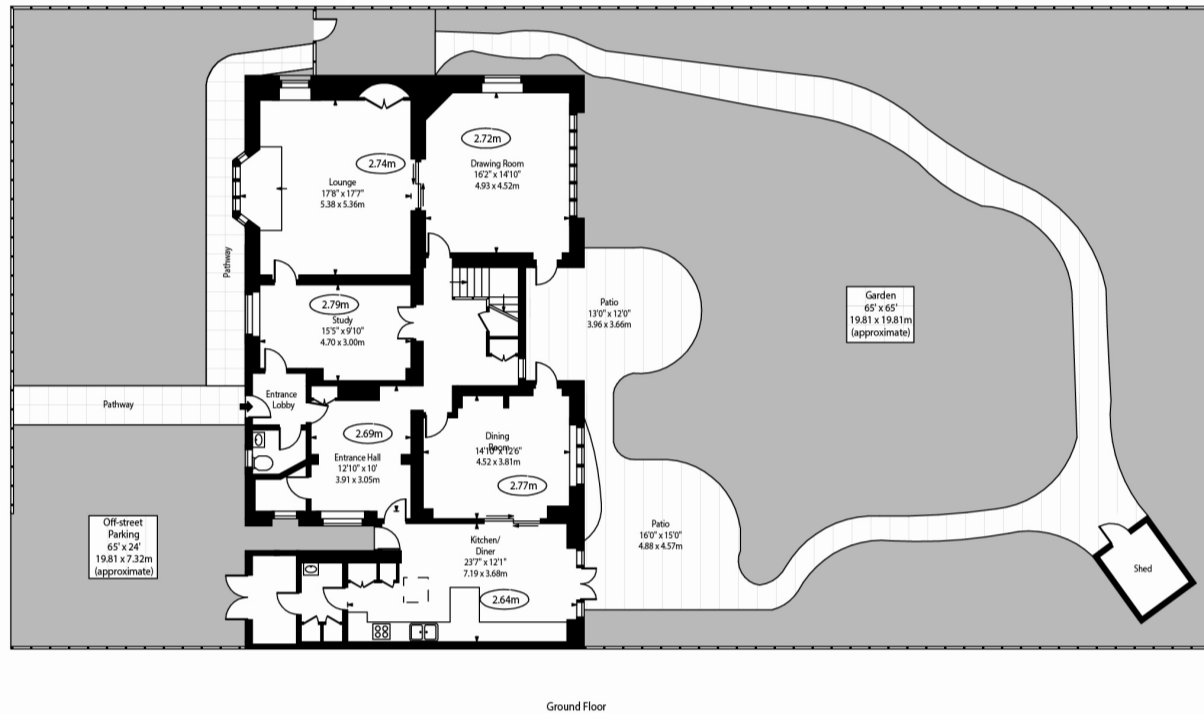 2.72m
Drawing Room
16'2" x 14'10"
4.93 x 4.52m
2.74m
Lounge
17'8" x 17'7"
5.38 x 5.36m
Pathway
2.79m
Study
15'5" x 9'10"
4.70 x 3.00m
Patio
13'0" x 12'0"
3.96 x 3.66m
Garden
65' x 65'
19.81 x 19.81m
(approximate)
Pathway
Entrance
Lobby
2.69m
Entrance Hall
12'10" x 10'
3.91 x 3.05m
Dining
Room
14'10" x 12'6"
4.52 x 3.81m
2.77m
Off-street
Parking
65' x 24'
19.81 x 7.32m
(approximate)
Kitchen/
Diner
23'7" x 12'1"
7.19 x 3.68m
2.64m
Patio
16'0" x 15'0"
4.88 x 4.57m
Shed
Ground Floor